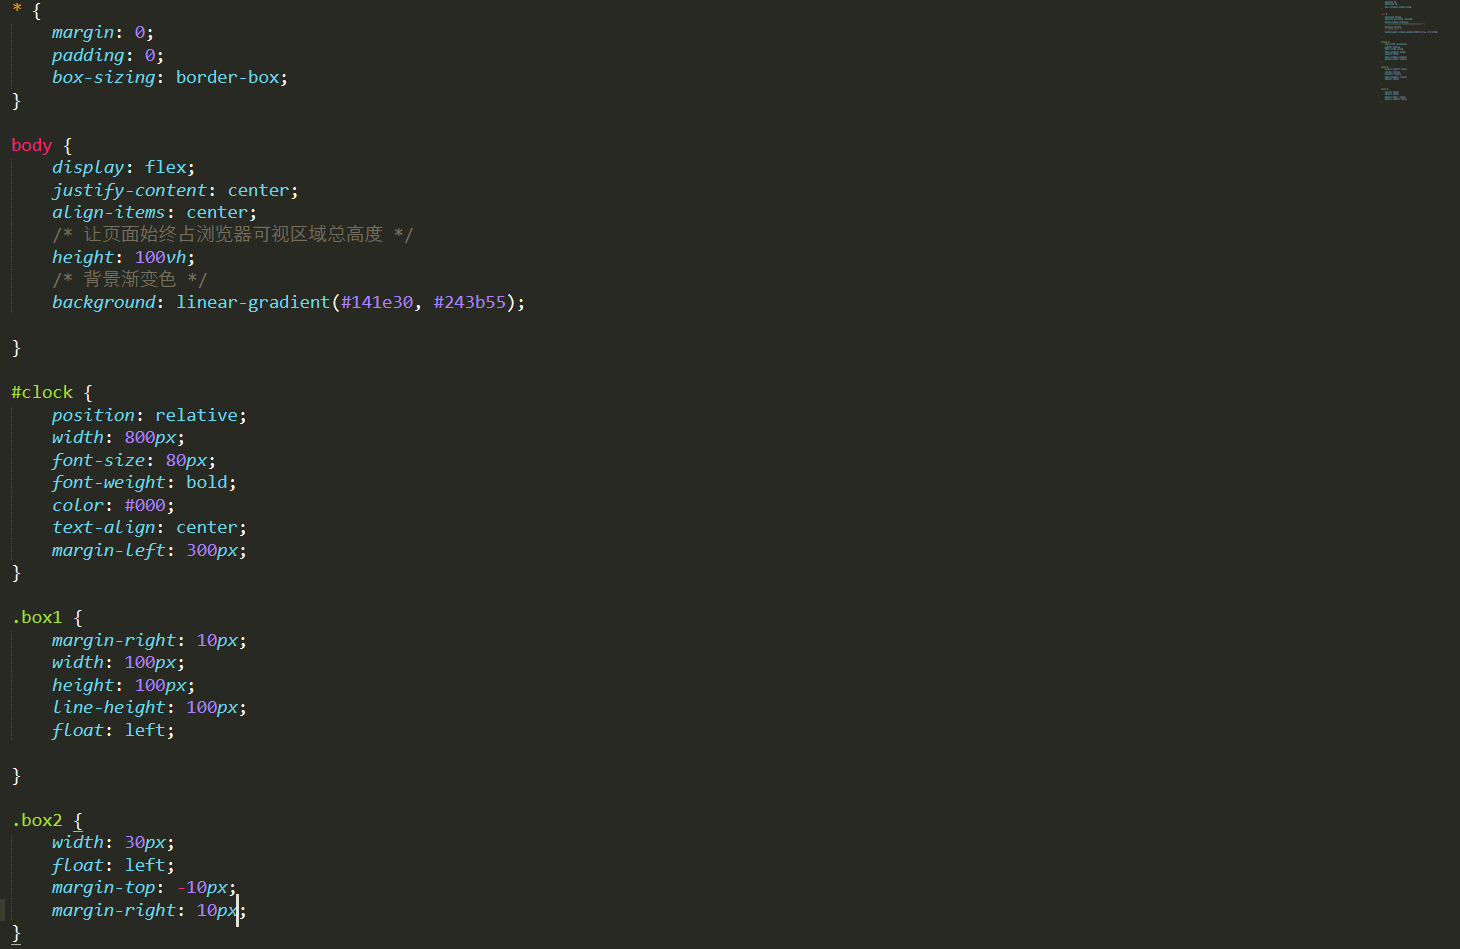 * {
    margin: 0;
    padding: 0;
    box-sizing: border-box;
}
body {
    display: flex;
    justify-content: center;
    align-items: center;
    /* 让页面始终占浏览器可视区域总高度 */
    height: 100vh;
    /* 背景渐变色 */
    background: linear-gradient(#141e30, #243b55);
}
#clock {
    position: relative;
    width: 800px;
    font-size: 80px;
    font-weight: bold;
    color: #000;
    text-align: center;
    margin-left: 300px;
}
.box1 {
    margin-right: 10px;
    width: 100px;
    height: 100px;
    line-height: 100px;
    float: left;
}
.box2 {
    width: 30px;
    float: left;
    margin-top: -10px;
    margin-right: 10px;
}